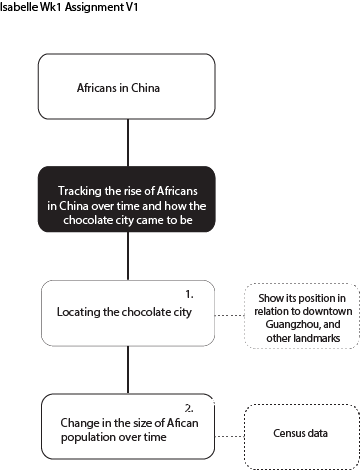 Isabelle Wk1 Assignment V1
Africans in China
Tracking the rise of Africans
in China over time and how the
chocolate city came to be
1.
Locating the chocolate city
Show its position in
relation to downtown
Guangzhou, and
other landmarks
2.
Change in the size of Afican
population over time
Census data